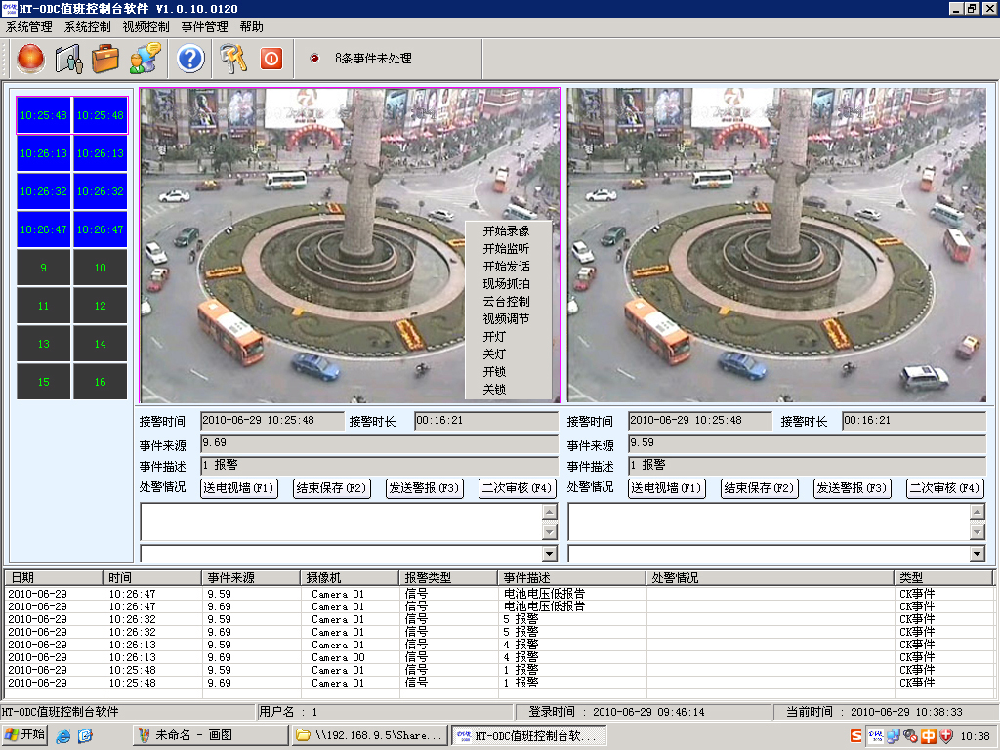 HT-ODC值班控制台软件 V1.0.10.0120
系统管理 系统控制 视频控制 事件管理 帮助
8条事件未处理
10:25:48 10:25:48
10:26:13 10:26:13
10:26:32 10:26:32
10:26:47 10:26:47
9 10
11 12
13 14
15 16
开始录像
开始监听
开始发话
现场抓拍
云台控制
视频调节
开灯
关灯
开锁
关锁
接警时间 2010-06-29 10:25:48 接警时长 00:16:21
事件来源 9.69
事件描述 1 报警
处警情况 送电视墙(F1) 结束保存(F2) 发送警报(F3) 二次审核(F4)
接警时间 2010-06-29 10:25:48 接警时长 00:16:21
事件来源 9.59
事件描述 1 报警
处警情况 送电视墙(F1) 结束保存(F2) 发送警报(F3) 二次审核(F4)
日期 时间 事件来源 摄像机 报警类型 事件描述 处警情况 类型
2010-06-29 10:26:47 9.59 Camera 01 信号 电池电压低报告 CK事件
2010-06-29 10:26:47 9.69 Camera 01 信号 电池电压低报告 CK事件
2010-06-29 10:26:32 9.59 Camera 01 信号 5 报警 CK事件
2010-06-29 10:26:32 9.69 Camera 01 信号 5 报警 CK事件
2010-06-29 10:26:13 9.59 Camera 01 信号 4 报警 CK事件
2010-06-29 10:26:13 9.69 Camera 00 信号 4 报警 CK事件
2010-06-29 10:25:48 9.59 Camera 01 信号 1 报警 CK事件
2010-06-29 10:25:48 9.69 Camera 01 信号 1 报警 CK事件
HT-ODC值班控制台软件 用户名 : 1 登录时间 : 2010-06-29 09:46:14 当前时间 : 2010-06-29 10:38:33
开始 未命名 - 画图 \\192.168.9.5\Share... HT-ODC值班控制台软... 中 10:38